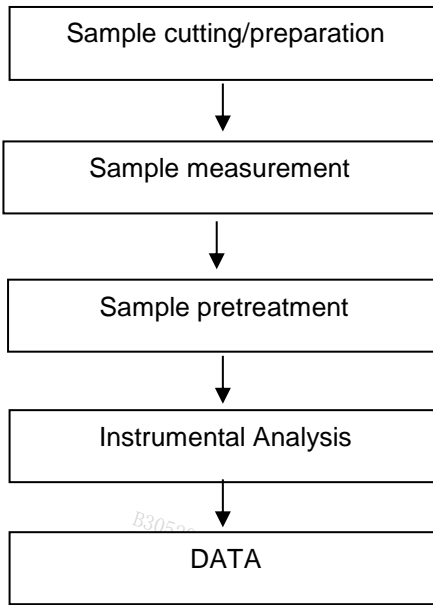 Sample cutting/preparation
Sample measurement
Sample pretreatment
Instrumental Analysis
DATA